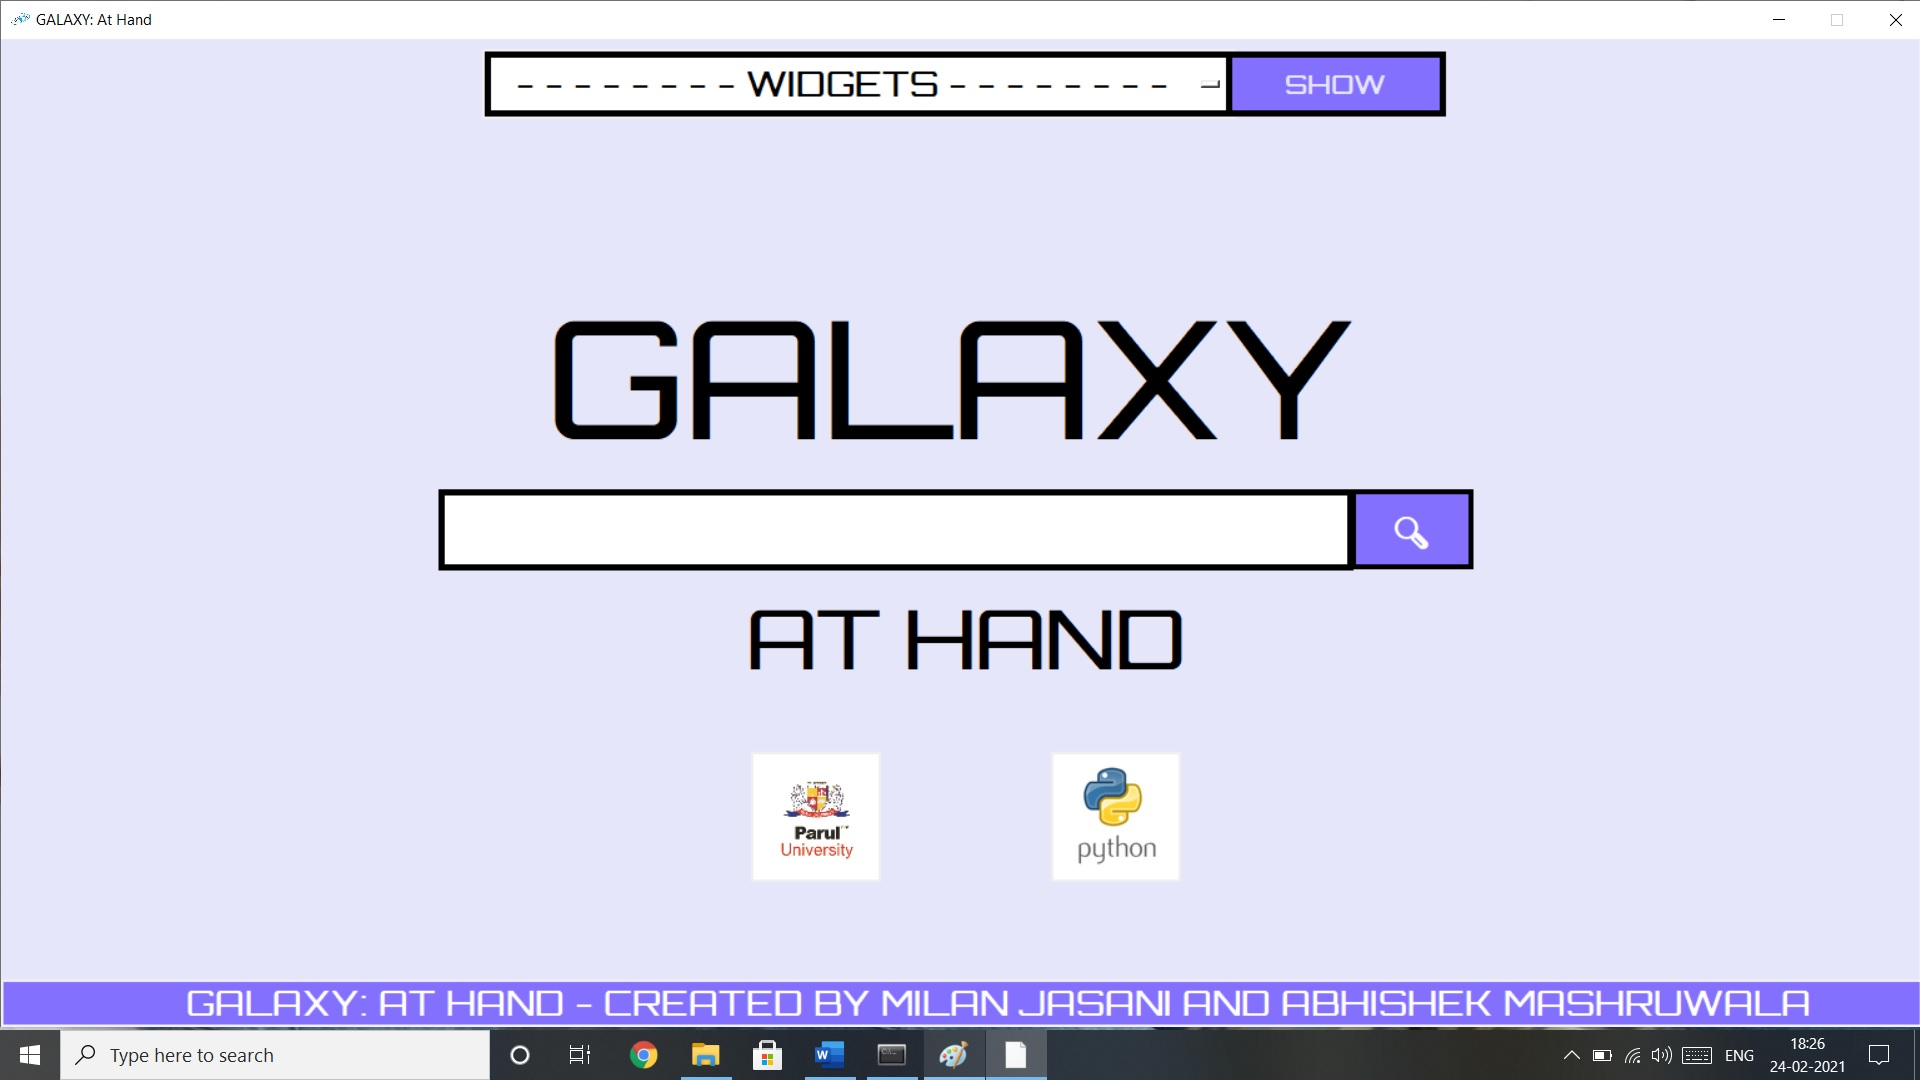 GALAXY: At Hand
- - - - - - - - WIDGETS - - - - - - - -
SHOW
GALAXY
AT HAND
Parul
University
python
GALAXY: AT HAND - CREATED BY MILAN JASANI AND ABHISHEK MASHRUWALA
Type here to search
ENG
18:26
24-02-2021